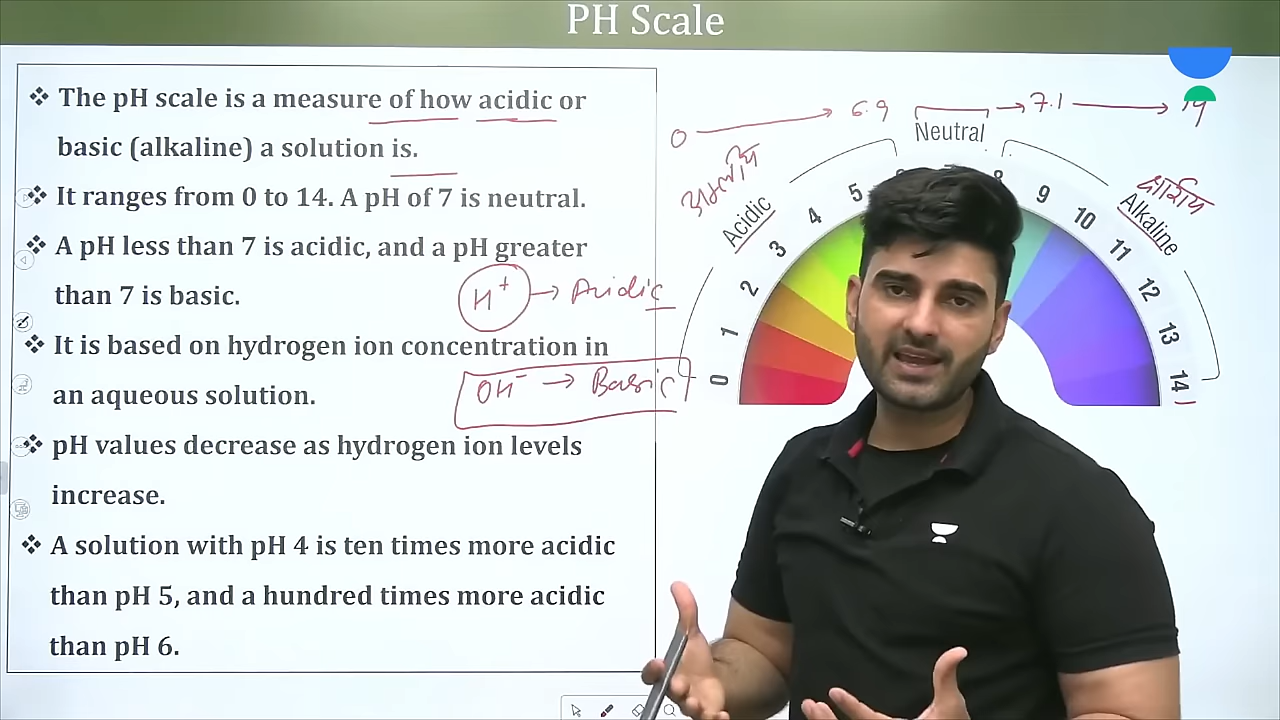 PH Scale
❖ The pH scale is a measure of how acidic or
basic (alkaline) a solution is.
❖ It ranges from 0 to 14. A pH of 7 is neutral.
❖ A pH less than 7 is acidic, and a pH greater
than 7 is basic.
❖ It is based on hydrogen ion concentration in
an aqueous solution.
❖ pH values decrease as hydrogen ion levels
increase.
❖ A solution with pH 4 is ten times more acidic
than pH 5, and a hundred times more acidic
than pH 6.
H⁺ → Acidic
OH⁻ → Basic
0 → 6.9 → 7.1 → 14
Neutral
अम्लीय
Acidic
क्षारीय
Alkaline
0 1 2 3 4 5 8 9 10 11 12 13 14